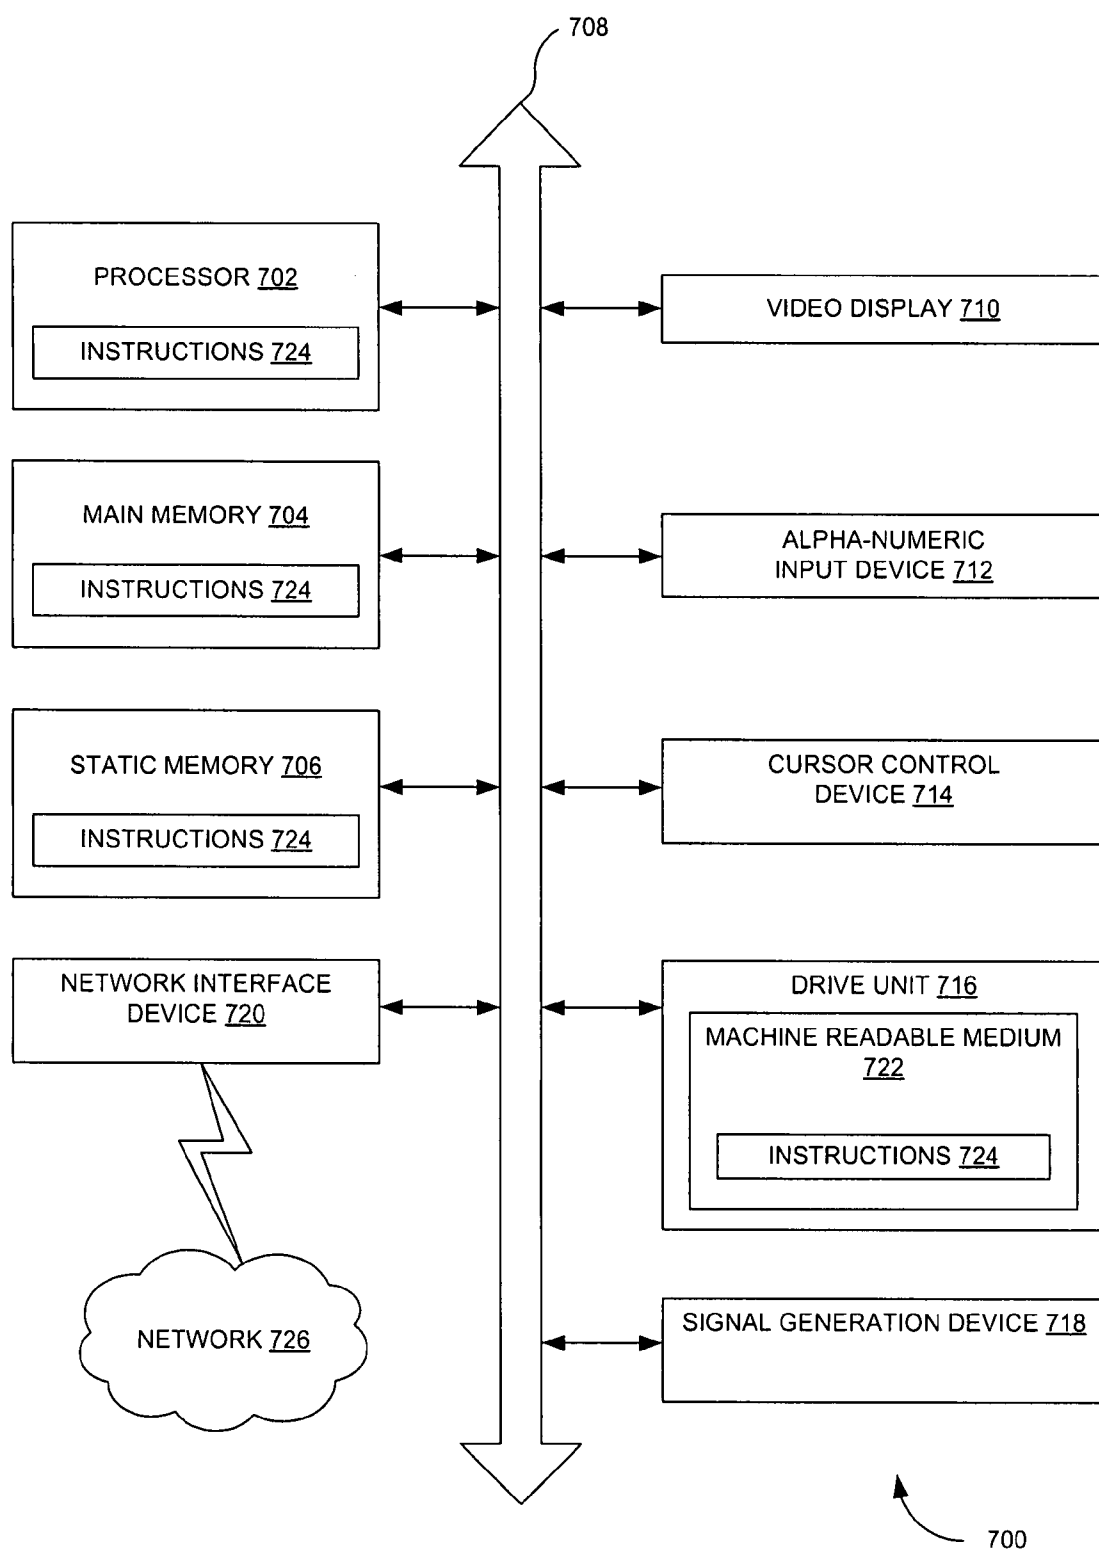 708
PROCESSOR 702
INSTRUCTIONS 724
MAIN MEMORY 704
INSTRUCTIONS 724
STATIC MEMORY 706
INSTRUCTIONS 724
NETWORK INTERFACE
DEVICE 720
NETWORK 726
VIDEO DISPLAY 710
ALPHA-NUMERIC
INPUT DEVICE 712
CURSOR CONTROL
DEVICE 714
DRIVE UNIT 716
MACHINE READABLE MEDIUM
722
INSTRUCTIONS 724
SIGNAL GENERATION DEVICE 718
700